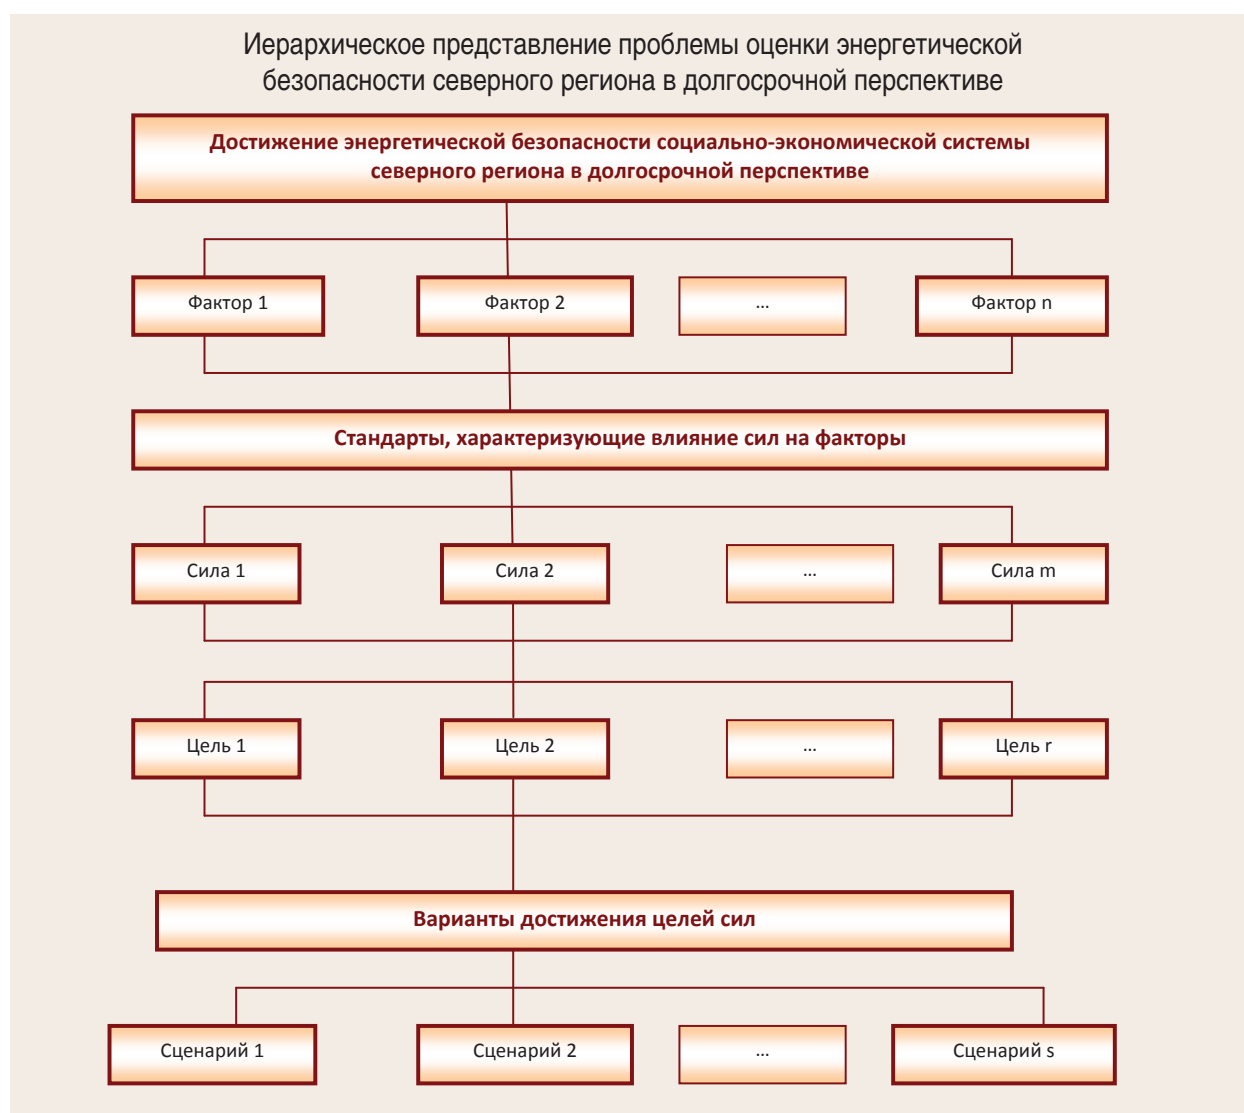 Иерархическое представление проблемы оценки энергетической
безопасности северного региона в долгосрочной перспективе
Достижение энергетической безопасности социально-экономической системы
северного региона в долгосрочной перспективе
Фактор 1
Фактор 2
...
Фактор n
Стандарты, характеризующие влияние сил на факторы
Сила 1
Сила 2
...
Сила m
Цель 1
Цель 2
...
Цель r
Варианты достижения целей сил
Сценарий 1
Сценарий 2
...
Сценарий s